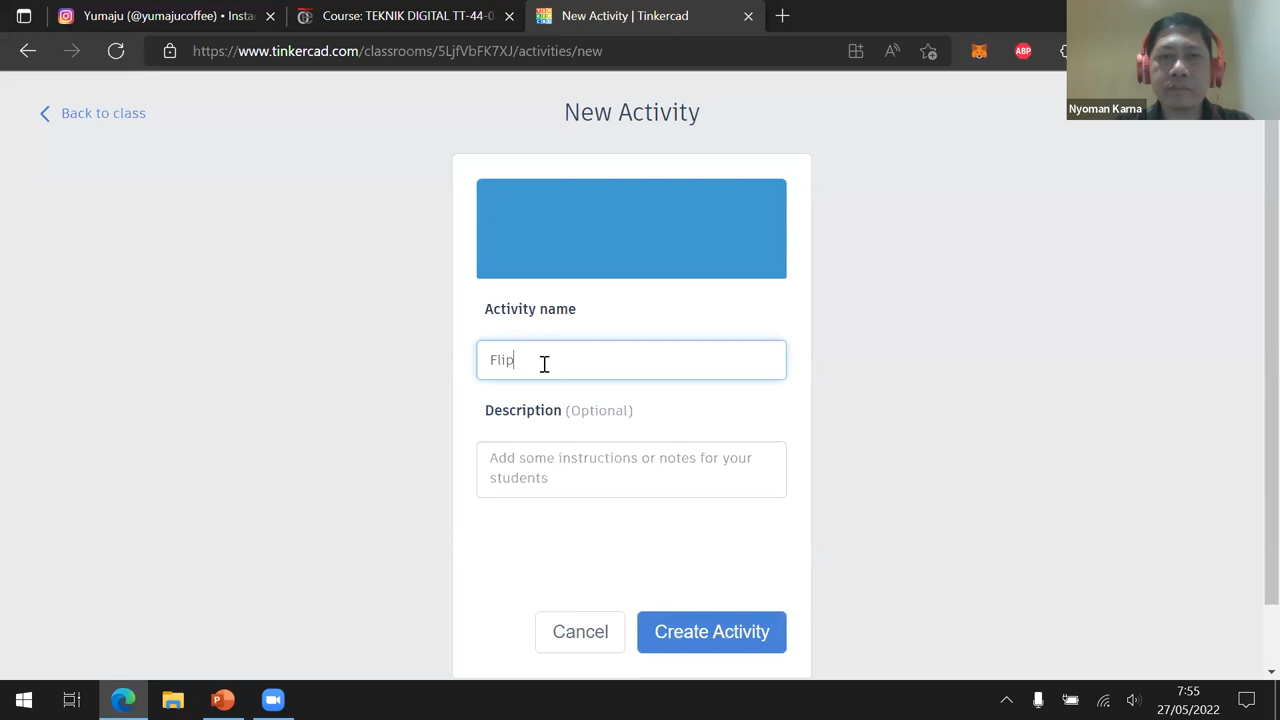 Yumaju (@yumajucoffee) • Insta
Course: TEKNIK DIGITAL TT-44-0
New Activity | Tinkercad
https://www.tinkercad.com/classrooms/5LjfVbFK7XJ/activities/new
ABP
Nyoman Karna
Back to class
New Activity
Activity name
Flip
Description (Optional)
Add some instructions or notes for your
students
Cancel
Create Activity
7:55
27/05/2022